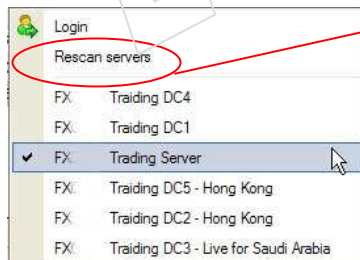 Login
Rescan servers
FX Traiding DC4
FX Traiding DC1
FX Trading Server
FX Traiding DC5 - Hong Kong
FX Traiding DC2 - Hong Kong
FX Traiding DC3 - Live for Saudi Arabia